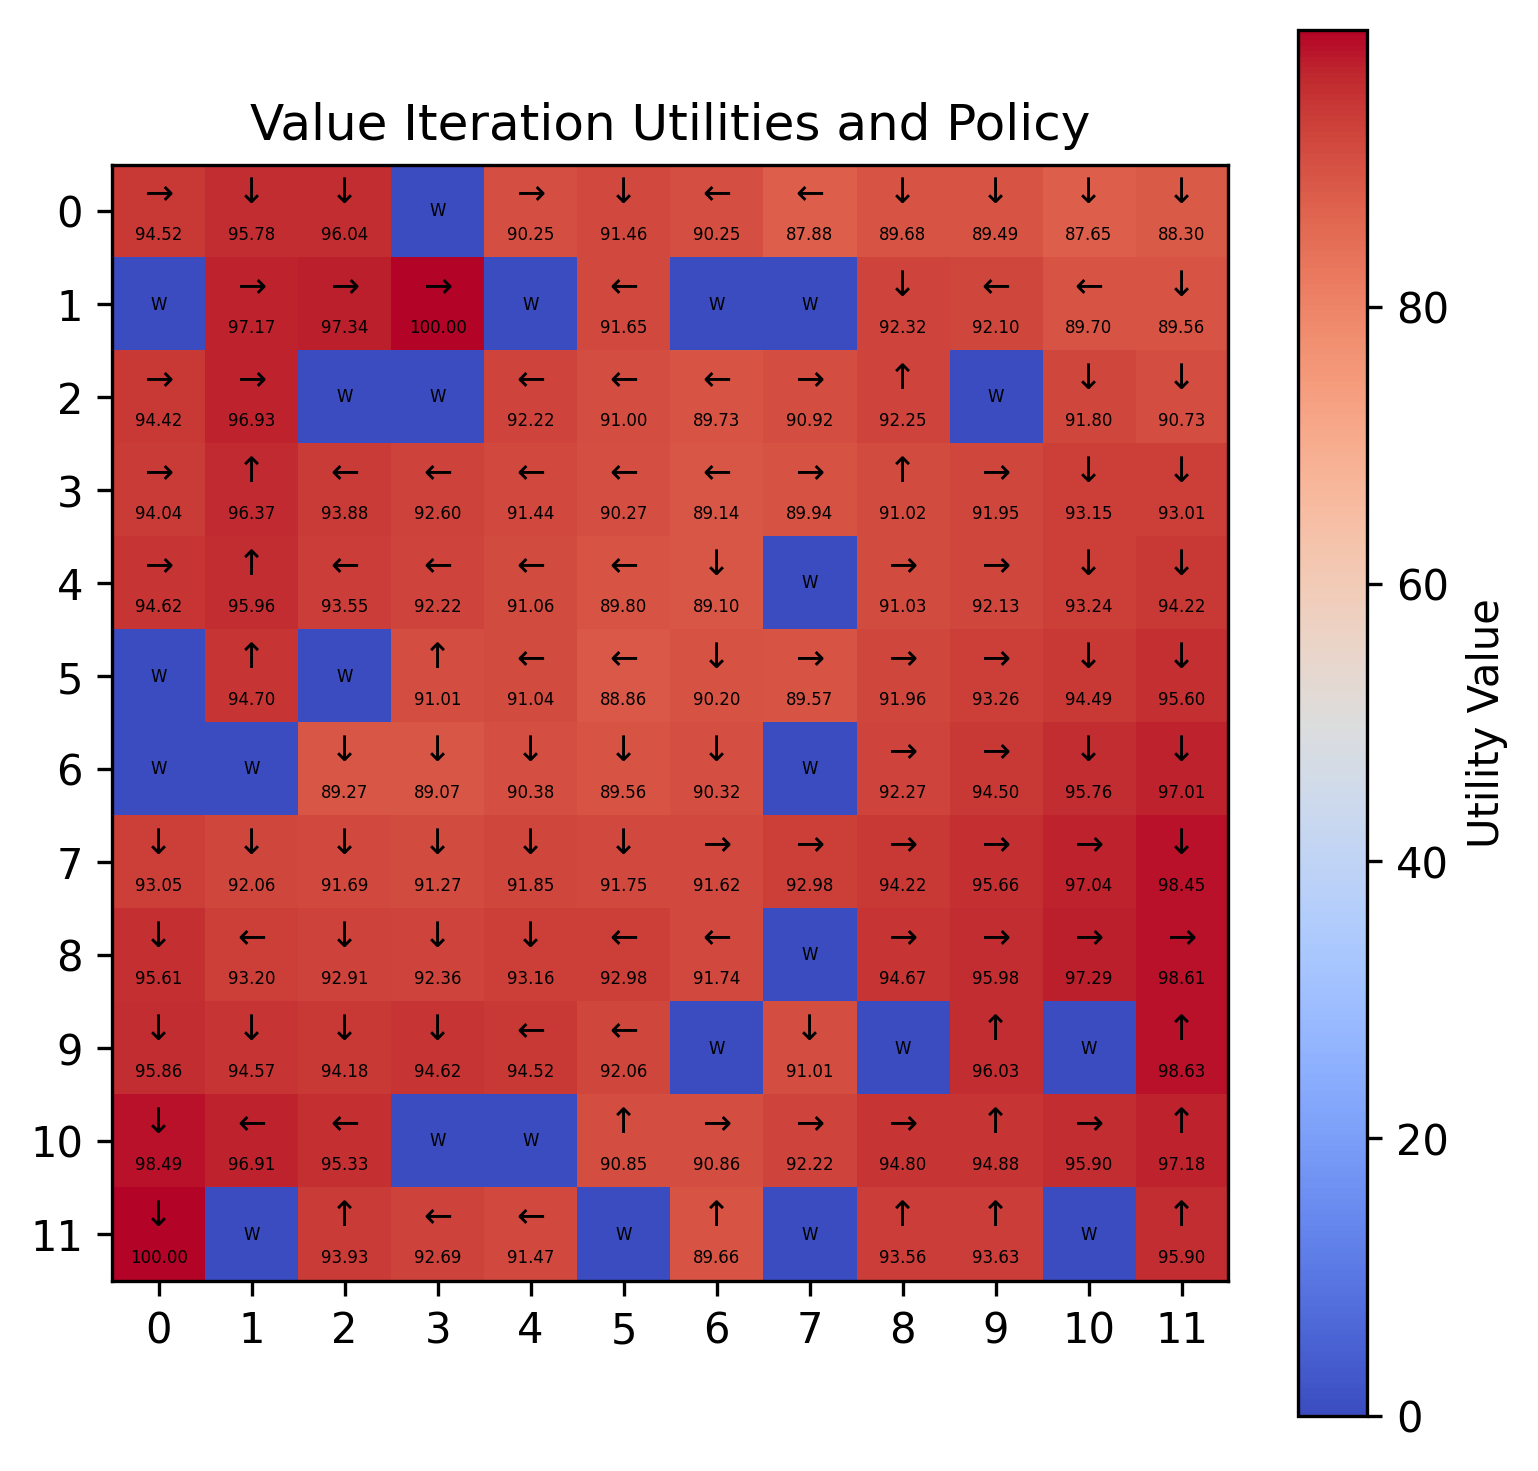 Value Iteration Utilities and Policy
0 → ↓ ↓ W → ↓ ← ← ↓ ↓ ↓ ↓
94.52 95.78 96.04 90.25 91.46 90.25 87.88 89.68 89.49 87.65 88.30
1 W → → → W ← W W ↓ ← ← ↓
97.17 97.34 100.00 91.65 92.32 92.10 89.70 89.56
2 → → W W ← ← ← → ↑ W ↓ ↓
94.42 96.93 92.22 91.00 89.73 90.92 92.25 91.80 90.73
3 → ↑ ← ← ← ← ← → ↑ → ↓ ↓
94.04 96.37 93.88 92.60 91.44 90.27 89.14 89.94 91.02 91.95 93.15 93.01
4 → ↑ ← ← ← ← ↓ W → → ↓ ↓
94.62 95.96 93.55 92.22 91.06 89.80 89.10 91.03 92.13 93.24 94.22
5 W ↑ W ↑ ← ← ↓ → → → ↓ ↓
94.70 91.01 91.04 88.86 90.20 89.57 91.96 93.26 94.49 95.60
6 W W ↓ ↓ ↓ ↓ ↓ W → → ↓ ↓
89.27 89.07 90.38 89.56 90.32 92.27 94.50 95.76 97.01
7 ↓ ↓ ↓ ↓ ↓ ↓ → → → → → ↓
93.05 92.06 91.69 91.27 91.85 91.75 91.62 92.98 94.22 95.66 97.04 98.45
8 ↓ ← ↓ ↓ ↓ ← ← W → → → →
95.61 93.20 92.91 92.36 93.16 92.98 91.74 94.67 95.98 97.29 98.61
9 ↓ ↓ ↓ ↓ ← ← W ↓ W ↑ W ↑
95.86 94.57 94.18 94.62 94.52 92.06 91.01 96.03 98.63
10 ↓ ← ← W W ↑ → → → ↑ → ↑
98.49 96.91 95.33 90.85 90.86 92.22 94.80 94.88 95.90 97.18
11 ↓ W ↑ ← ← W ↑ W ↑ ↑ W ↑
100.00 93.93 92.69 91.47 89.66 93.56 93.63 95.90
0 1 2 3 4 5 6 7 8 9 10 11
80
60
40
20
0
Utility Value